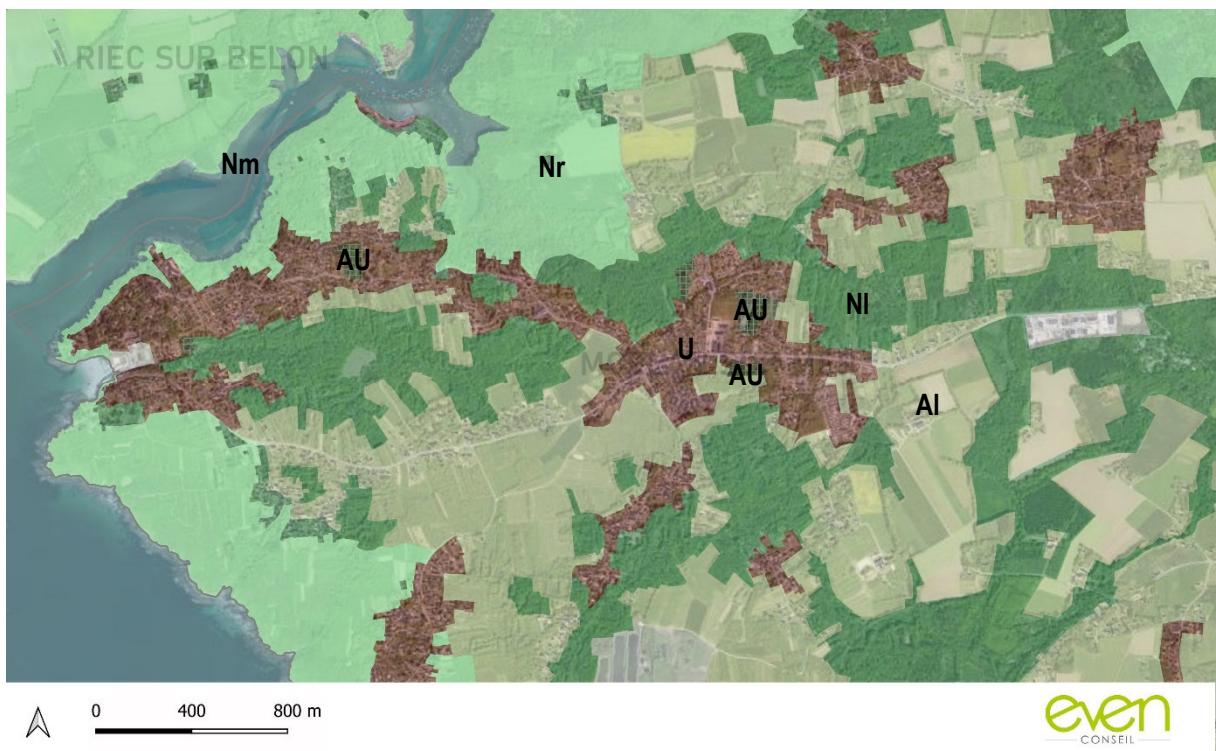 RIEC SUR BELON
Nm
Nr
AU
AU
Nl
U
AU
Al
0 400 800 m
even
CONSEIL